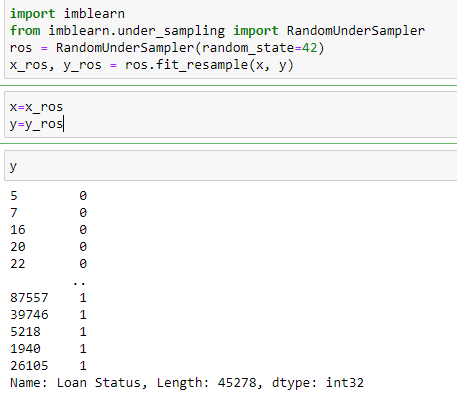 import imblearn
from imblearn.under_sampling import RandomUnderSampler
ros = RandomUnderSampler(random_state=42)
x_ros, y_ros = ros.fit_resample(x, y)
x=x_ros
y=y_ros
y
5        0
7        0
16       0
20       0
22       0
        ..
87557    1
39746    1
5218     1
1940     1
26105    1
Name: Loan Status, Length: 45278, dtype: int32